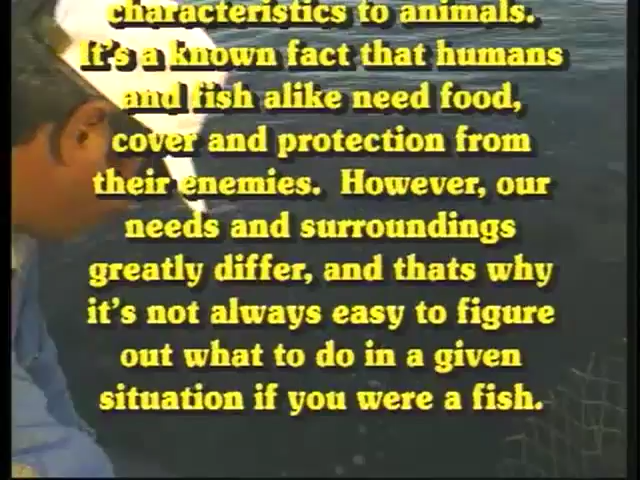 characteristics to animals.
It's a known fact that humans
and fish alike need food,
cover and protection from
their enemies. However, our
needs and surroundings
greatly differ, and thats why
it's not always easy to figure
out what to do in a given
situation if you were a fish.